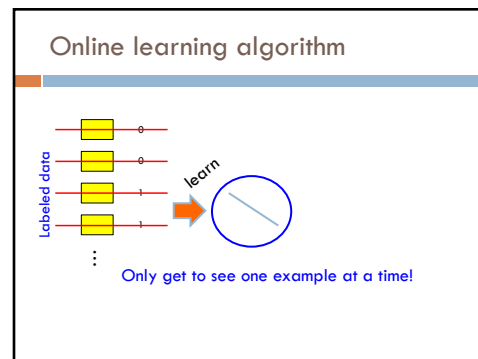 Online learning algorithm
Labeled data
0
0
1
1
...
learn
Only get to see one example at a time!